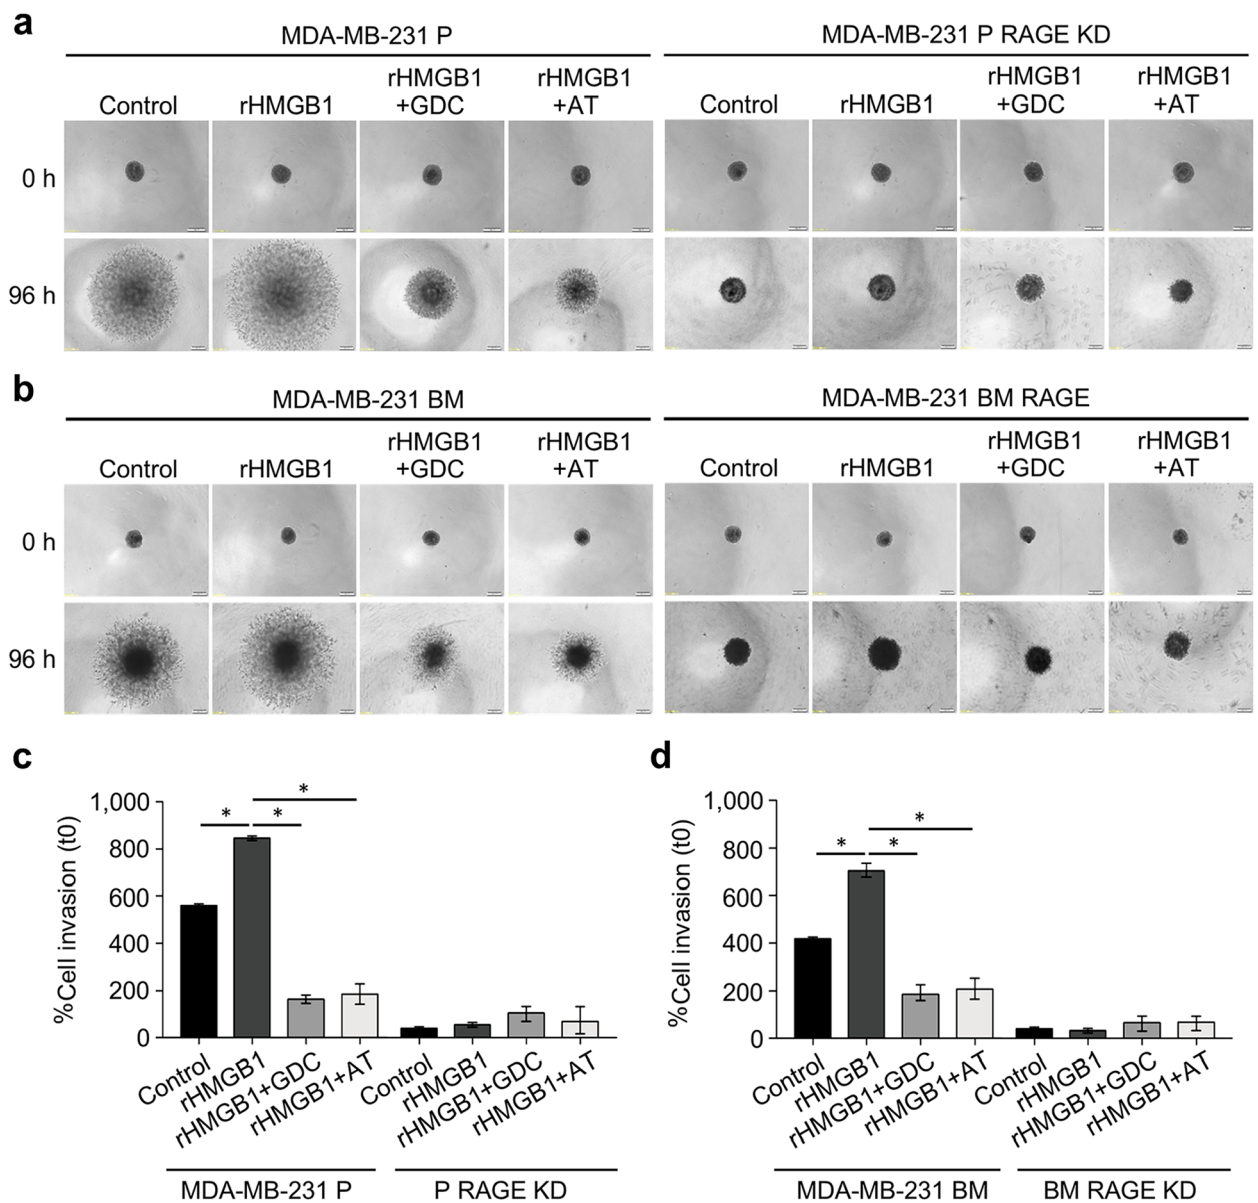 a
MDA-MB-231 P
MDA-MB-231 P RAGE KD
Control
rHMGB1
rHMGB1
+GDC
rHMGB1
+AT
Control
rHMGB1
rHMGB1
+GDC
rHMGB1
+AT
0 h
96 h
b
MDA-MB-231 BM
MDA-MB-231 BM RAGE
Control
rHMGB1
rHMGB1
+GDC
rHMGB1
+AT
Control
rHMGB1
rHMGB1
+GDC
rHMGB1
+AT
0 h
96 h
c
%Cell invasion (t0)
1,000
800
600
400
200
0
*
*
*
Control
rHMGB1
rHMGB1+GDC
rHMGB1+AT
Control
rHMGB1
rHMGB1+GDC
rHMGB1+AT
MDA-MB-231 P
P RAGE KD
d
%Cell invasion (t0)
1,000
800
600
400
200
0
*
*
*
Control
rHMGB1
rHMGB1+GDC
rHMGB1+AT
Control
rHMGB1
rHMGB1+GDC
rHMGB1+AT
MDA-MB-231 BM
BM RAGE KD